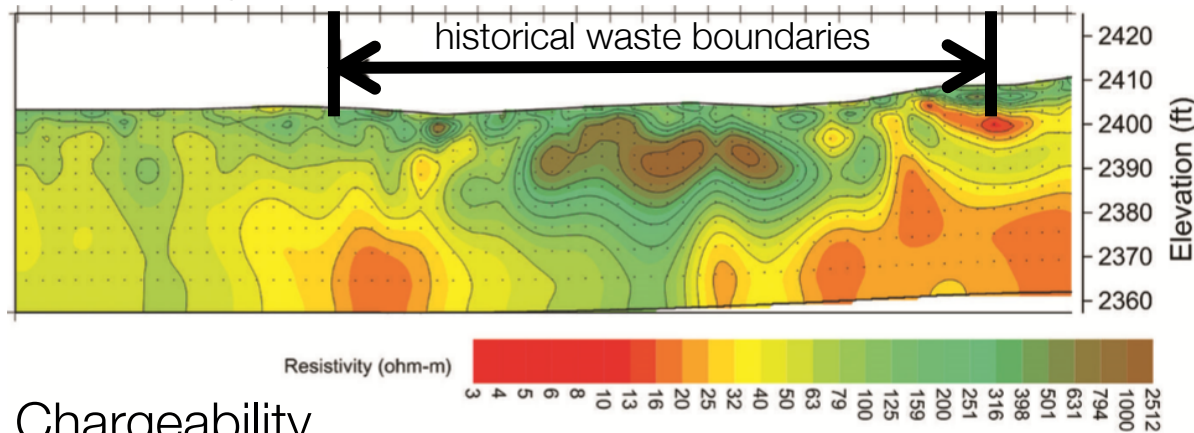 historical waste boundaries
2420
2410
2400
2390
2380
2370
2360
Elevation (ft)
Resistivity (ohm-m)
3 4 5 6 8 10 13 16 20 25 32 40 50 63 79 100 125 159 200 251 316 398 501 631 794 1000 2512
Chargeability